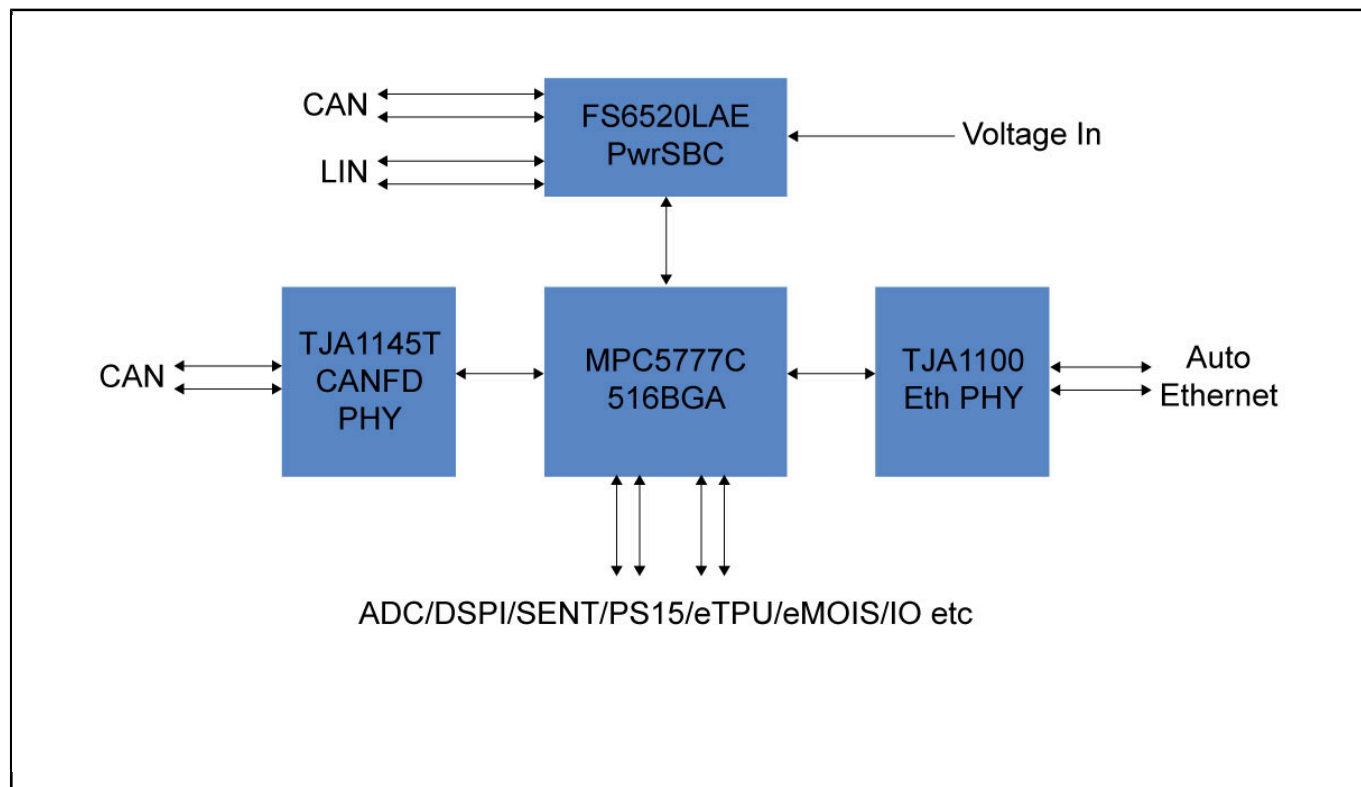 CAN
LIN
FS6520LAE
PwrSBC
Voltage In
CAN
TJA1145T
CANFD
PHY
MPC5777C
516BGA
TJA1100
Eth PHY
Auto
Ethernet
ADC/DSPI/SENT/PS15/eTPU/eMOIS/IO etc